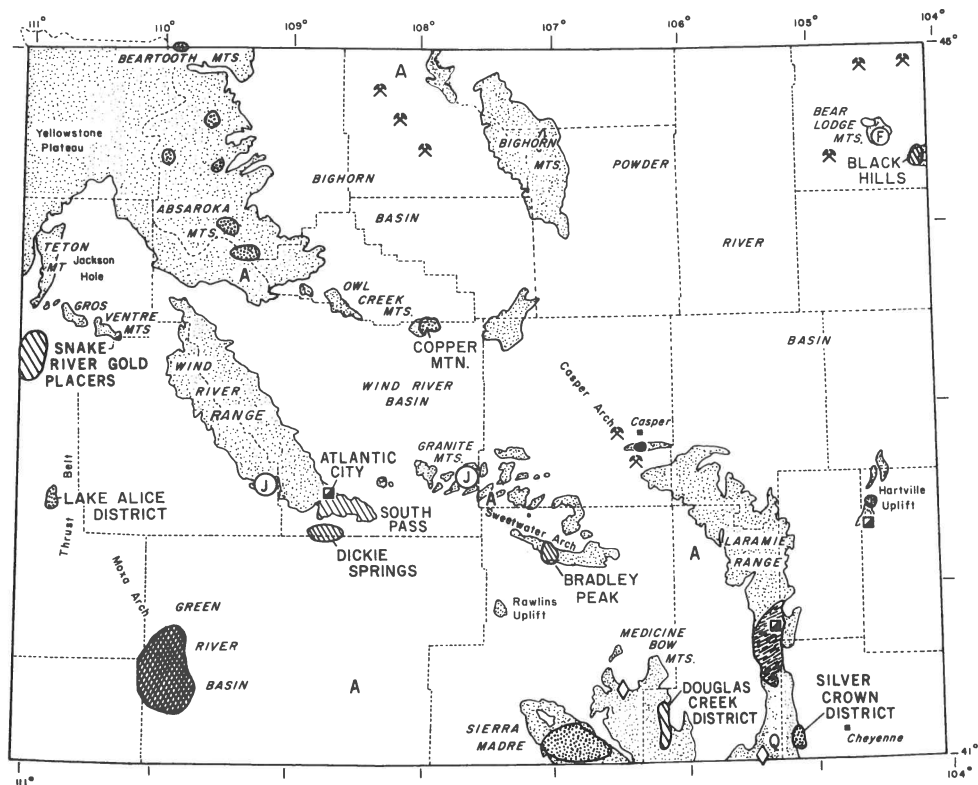 111°
110°
109°
108°
107°
106°
105°
104°
45°
BEARTOOTH MTS.
A
BEAR
LODGE
MTS.
F
BLACK
HILLS
Yellowstone
Plateau
BIGHORN
MTS.
POWDER
BIGHORN
BASIN
ABSAROKA
MTS.
RIVER
TETON
MT
Jackson
Hole
A
OWL
CREEK
MTS.
GROS
VENTRE
MTS
COPPER
MTN.
BASIN
SNAKE
RIVER GOLD
PLACERS
WIND
RIVER
RANGE
WIND RIVER
BASIN
Casper Arch
Casper
GRANITE
MTS.
ATLANTIC
CITY
J
J
A
LAKE ALICE
DISTRICT
Thrust Belt
SOUTH
PASS
Sweetwater Arch
Hartville
Uplift
DICKIE
SPRINGS
BRADLEY
PEAK
A
LARAMIE
RANGE
Moxa Arch
GREEN
RIVER
BASIN
Rawlins
Uplift
MEDICINE
BOW
MTS.
A
DOUGLAS
CREEK
DISTRICT
SILVER
CROWN
DISTRICT
SIERRA
MADRE
Cheyenne
41°
111°
104°